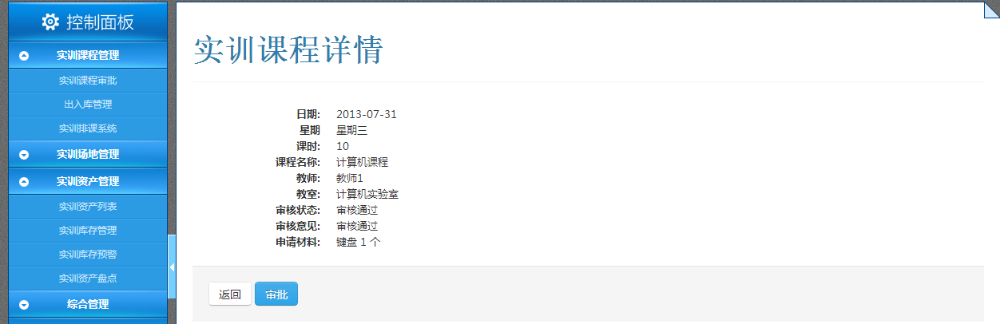 控制面板
实训课程管理
实训课程审批
出入库管理
实训排课系统
实训场地管理
实训资产管理
实训资产列表
实训库存管理
实训库存预警
实训资产盘点
综合管理
实训课程详情
日期: 2013-07-31
星期 星期三
课时: 10
课程名称: 计算机课程
教师: 教师1
教室: 计算机实验室
审核状态: 审核通过
审核意见: 审核通过
申请材料: 键盘 1 个
返回 审批